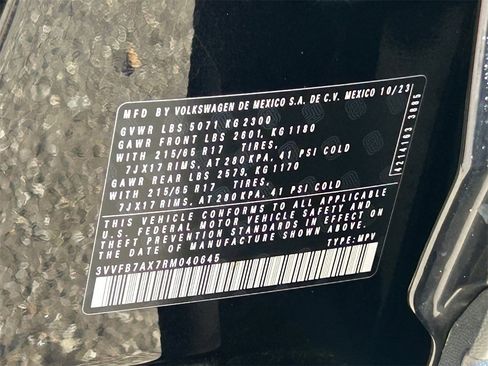 MFD BY VOLKSWAGEN DE MEXICO S.A. DE C.V. MEXICO 10/23
GVWR LBS 5071 KG 2300
GAWR FRONT LBS 2601, KG 1180
WITH 215/65 R17 TIRES,
7JX17 RIMS, AT 280 KPA, 41 PSI COLD
GAWR REAR LBS 2579, KG 1170
WITH 215/65 R17 TIRES,
7JX17 RIMS, AT 280 KPA, 41 PSI COLD
THIS VEHICLE CONFORMS TO ALL APPLICABLE
U.S. FEDERAL MOTOR VEHICLE SAFETY AND
THEFT PREVENTION STANDARDS IN EFFECT ON
THE DATE OF MANUFACTURE SHOWN ABOVE.
3VVFB7AX7RM040645 TYPE: MPV
3005